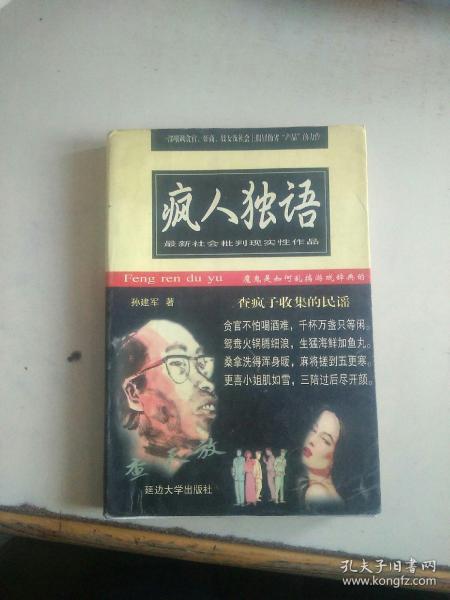 疯人独语
最新社会批判现实性作品
Feng ren du yu
魔鬼是如何乱搞游戏辞典的
孙建军 著
查疯子收集的民谣
贪官不怕喝酒难，千杯万盏只等闲。
鸳鸯火锅腾细浪，生猛海鲜加鱼丸。
桑拿洗得浑身暖，麻将搓到五更寒。
更喜小姐肌如雪，三陪过后尽开颜。
延边大学出版社
孔夫子旧书网
www.kongfz.com